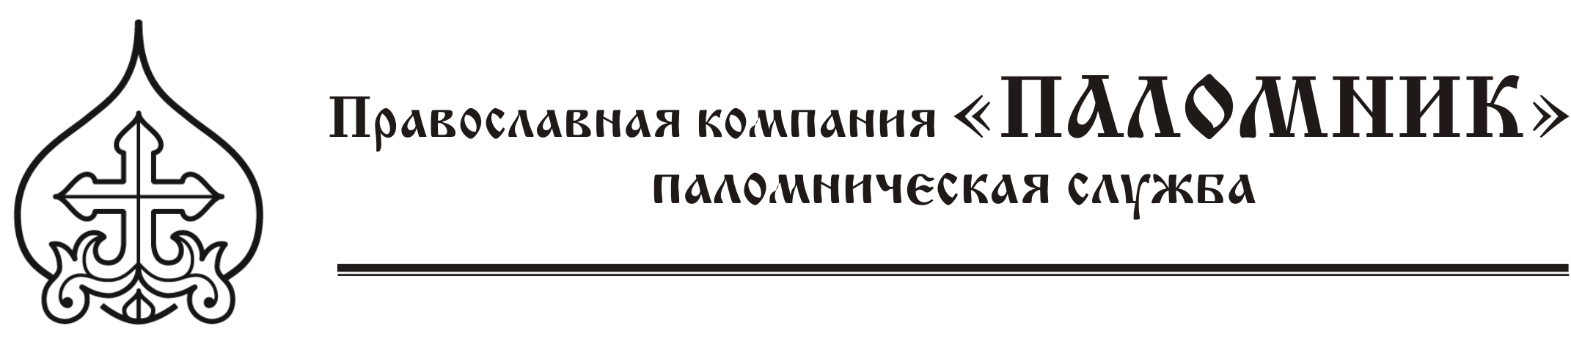 Православная компания «ПАЛОМНИК»
паломническая служба